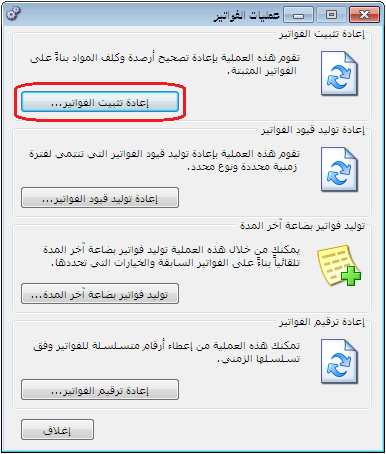 عمليات الفواتير
إعادة تثبيت الفواتير
تقوم هذه العملية بإعادة تصحيح أرصدة وكلف المواد بناءً على
الفواتير المثبتة.
إعادة تثبيت الفواتير...
إعادة توليد قيود الفواتير
تقوم هذه العملية بإعادة توليد قيود الفواتير التي تنتمي لفترة
زمنية محددة ونوع محدد.
إعادة توليد قيود الفواتير...
توليد فواتير بضاعة آخر المدة
يمكنك من خلال هذه العملية توليد فواتير بضاعة آخر المدة
تلقائياً بناءً على الفواتير السابقة والخيارات التي تحددها.
توليد فواتير بضاعة آخر المدة...
إعادة ترقيم الفواتير
تمكنك هذه العملية من إعطاء أرقام متسلسلة للفواتير وفق
تسلسلها الزمني.
إعادة ترقيم الفواتير...
إغلاق